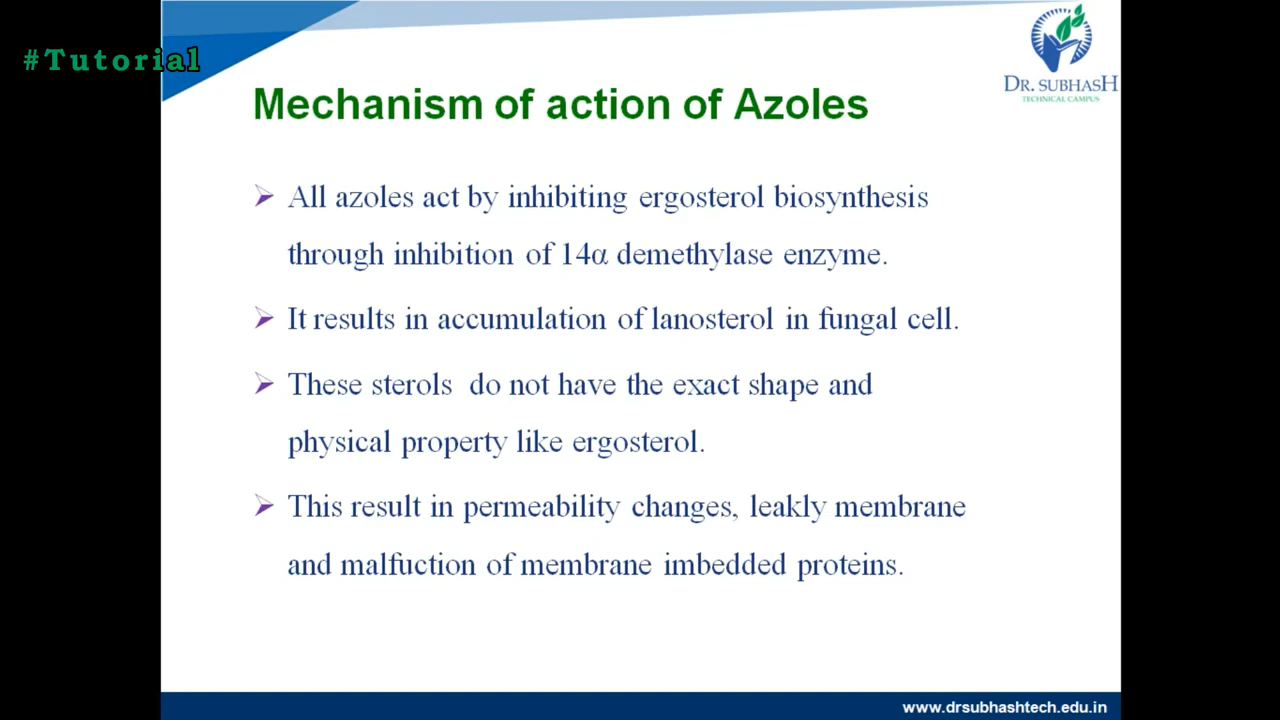 #Tutorial
DR. SUBHASH
TECHNICAL CAMPUS
Mechanism of action of Azoles
➢ All azoles act by inhibiting ergosterol biosynthesis
through inhibition of 14α demethylase enzyme.
➢ It results in accumulation of lanosterol in fungal cell.
➢ These sterols do not have the exact shape and
physical property like ergosterol.
➢ This result in permeability changes, leakly membrane
and malfuction of membrane imbedded proteins.
www.drsubhashtech.edu.in